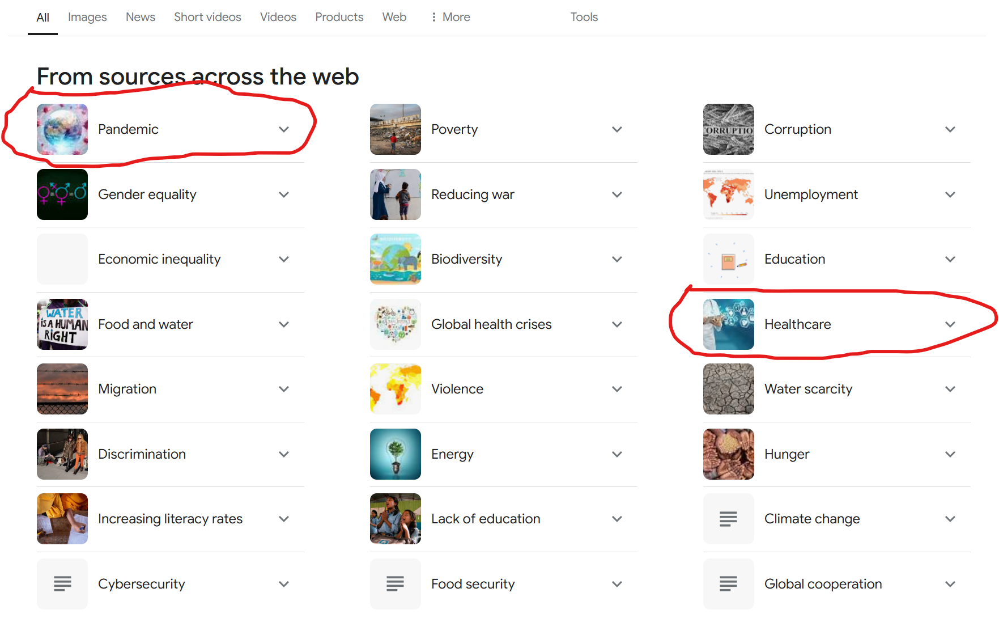 All Images News Short videos Videos Products Web More Tools
From sources across the web
Pandemic
Poverty
CORRUPTIO
Corruption
Gender equality
Reducing war
Unemployment
Economic inequality
Biodiversity
Education
WATER
IS A HUMAN
RIGHT
Food and water
Global health crises
Healthcare
Migration
Violence
Water scarcity
Discrimination
Energy
Hunger
Increasing literacy rates
Lack of education
Climate change
Cybersecurity
Food security
Global cooperation